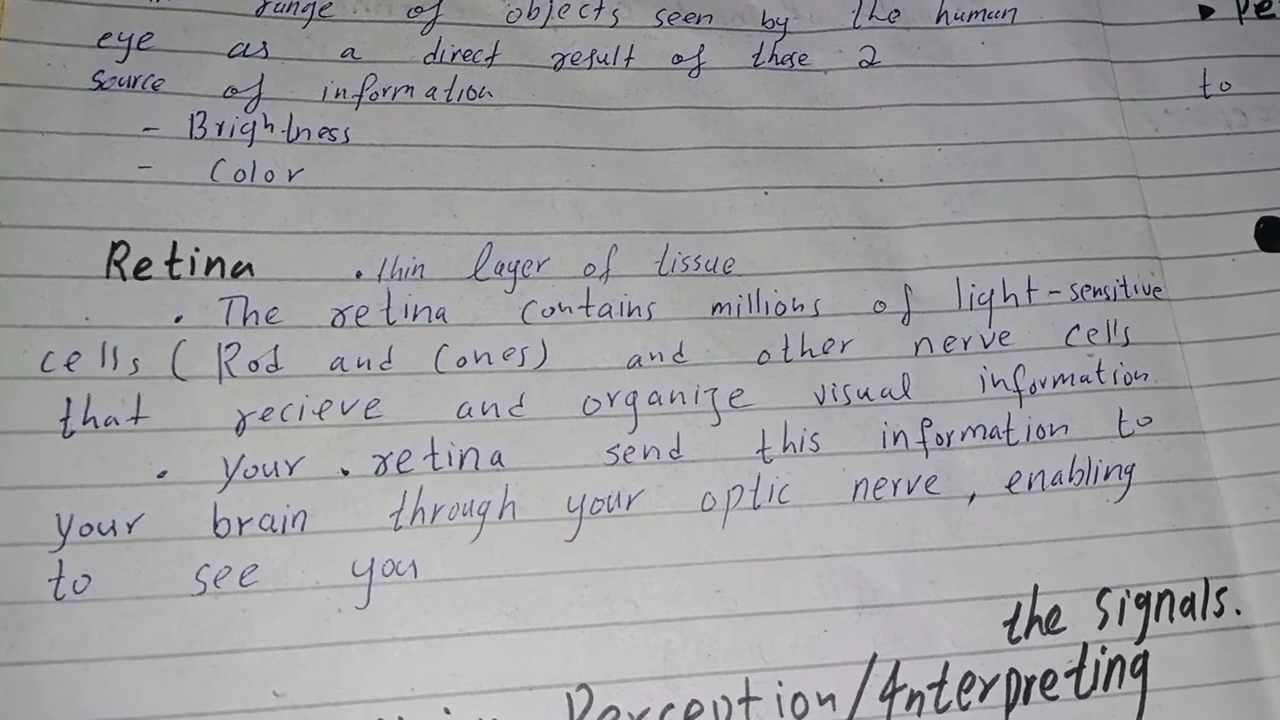 range of objects seen by the human
eye as a direct result of these 2
source of information
- Brightness
- Color
to
Retina . thin layer of tissue
. The retina contains millions of light-sensitive
cells ( Rod and Cones) and other nerve cells
that recieve and organize visual information
. your . retina send this information to
your brain through your optic nerve, enabling
to see you
the signals.
Perception/Interpreting